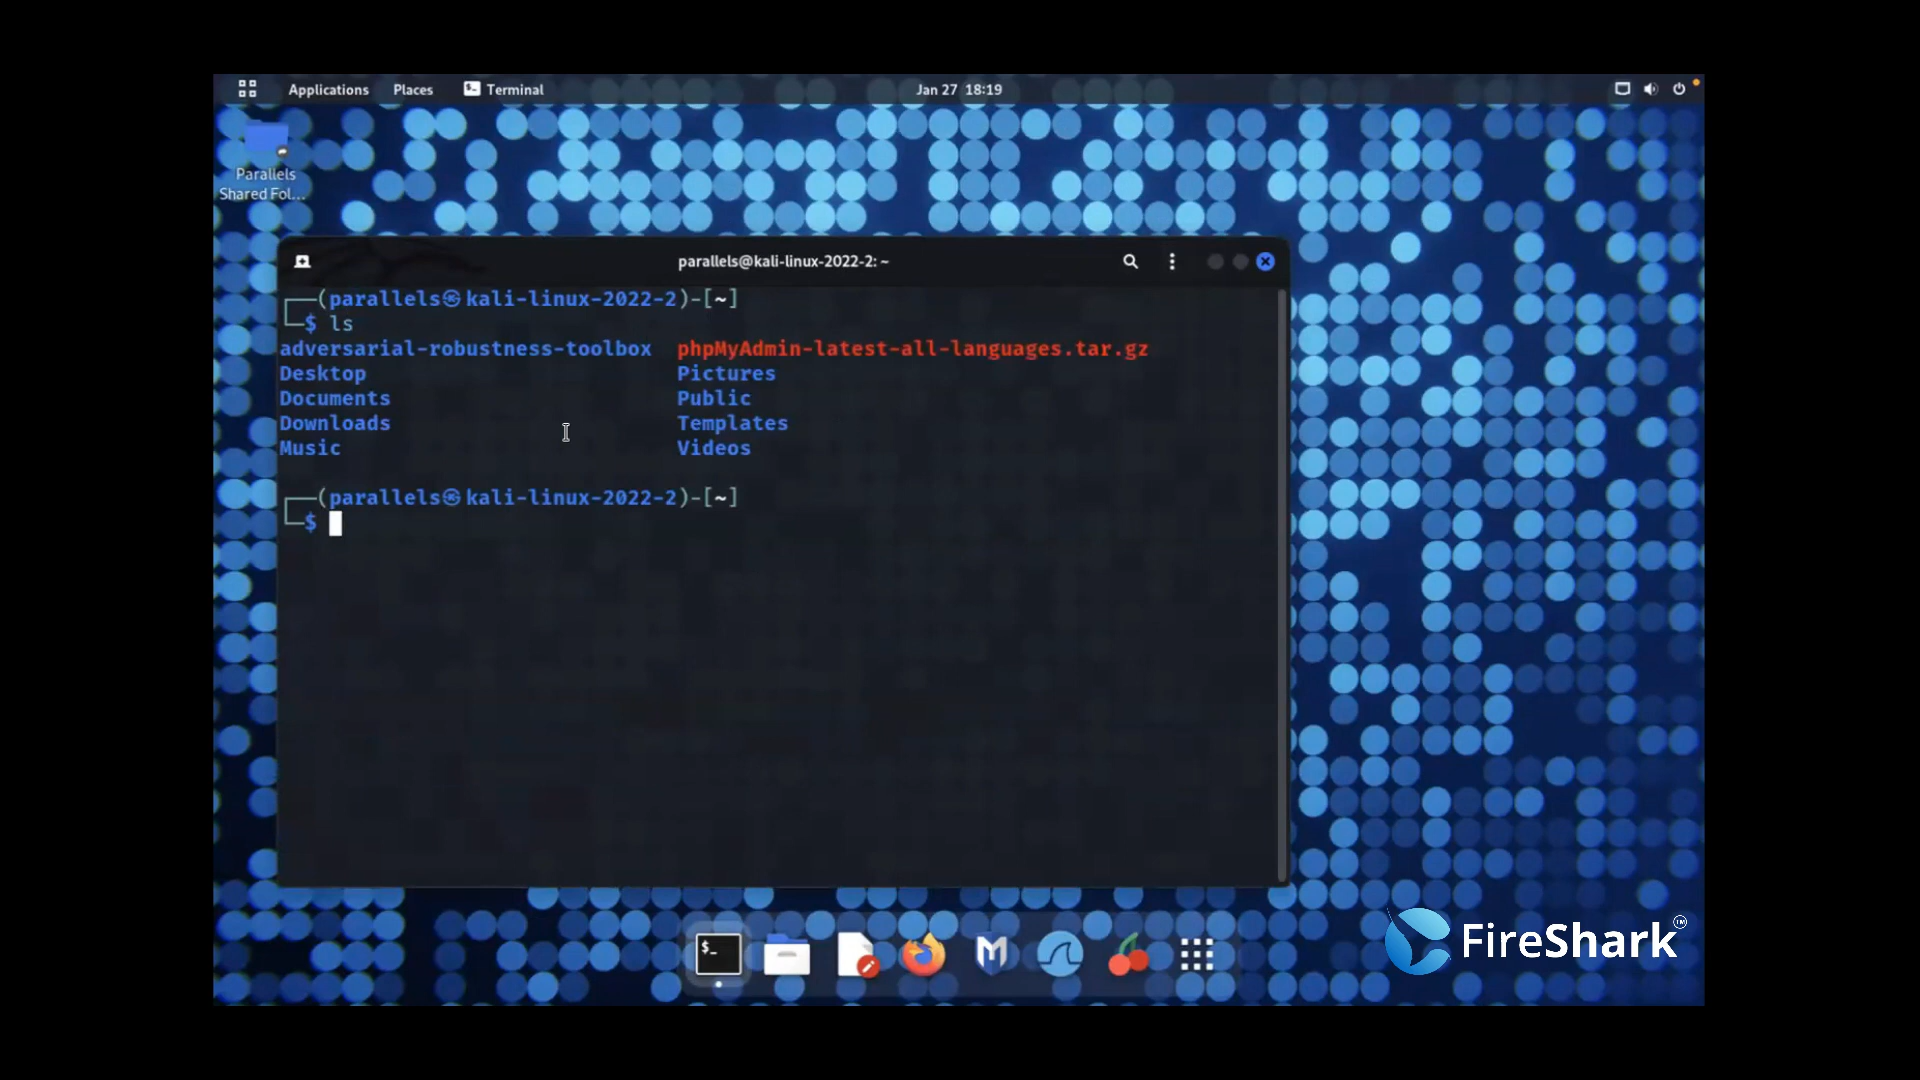 Applications Places Terminal Jan 27 18:19
Parallels
Shared Fol...
parallels@kali-linux-2022-2: ~
┌──(parallels㉿kali-linux-2022-2)-[~]
└─$ ls
adversarial-robustness-toolbox phpMyAdmin-latest-all-languages.tar.gz
Desktop Pictures
Documents Public
Downloads Templates
Music Videos
┌──(parallels㉿kali-linux-2022-2)-[~]
└─$
$_
FireShark™